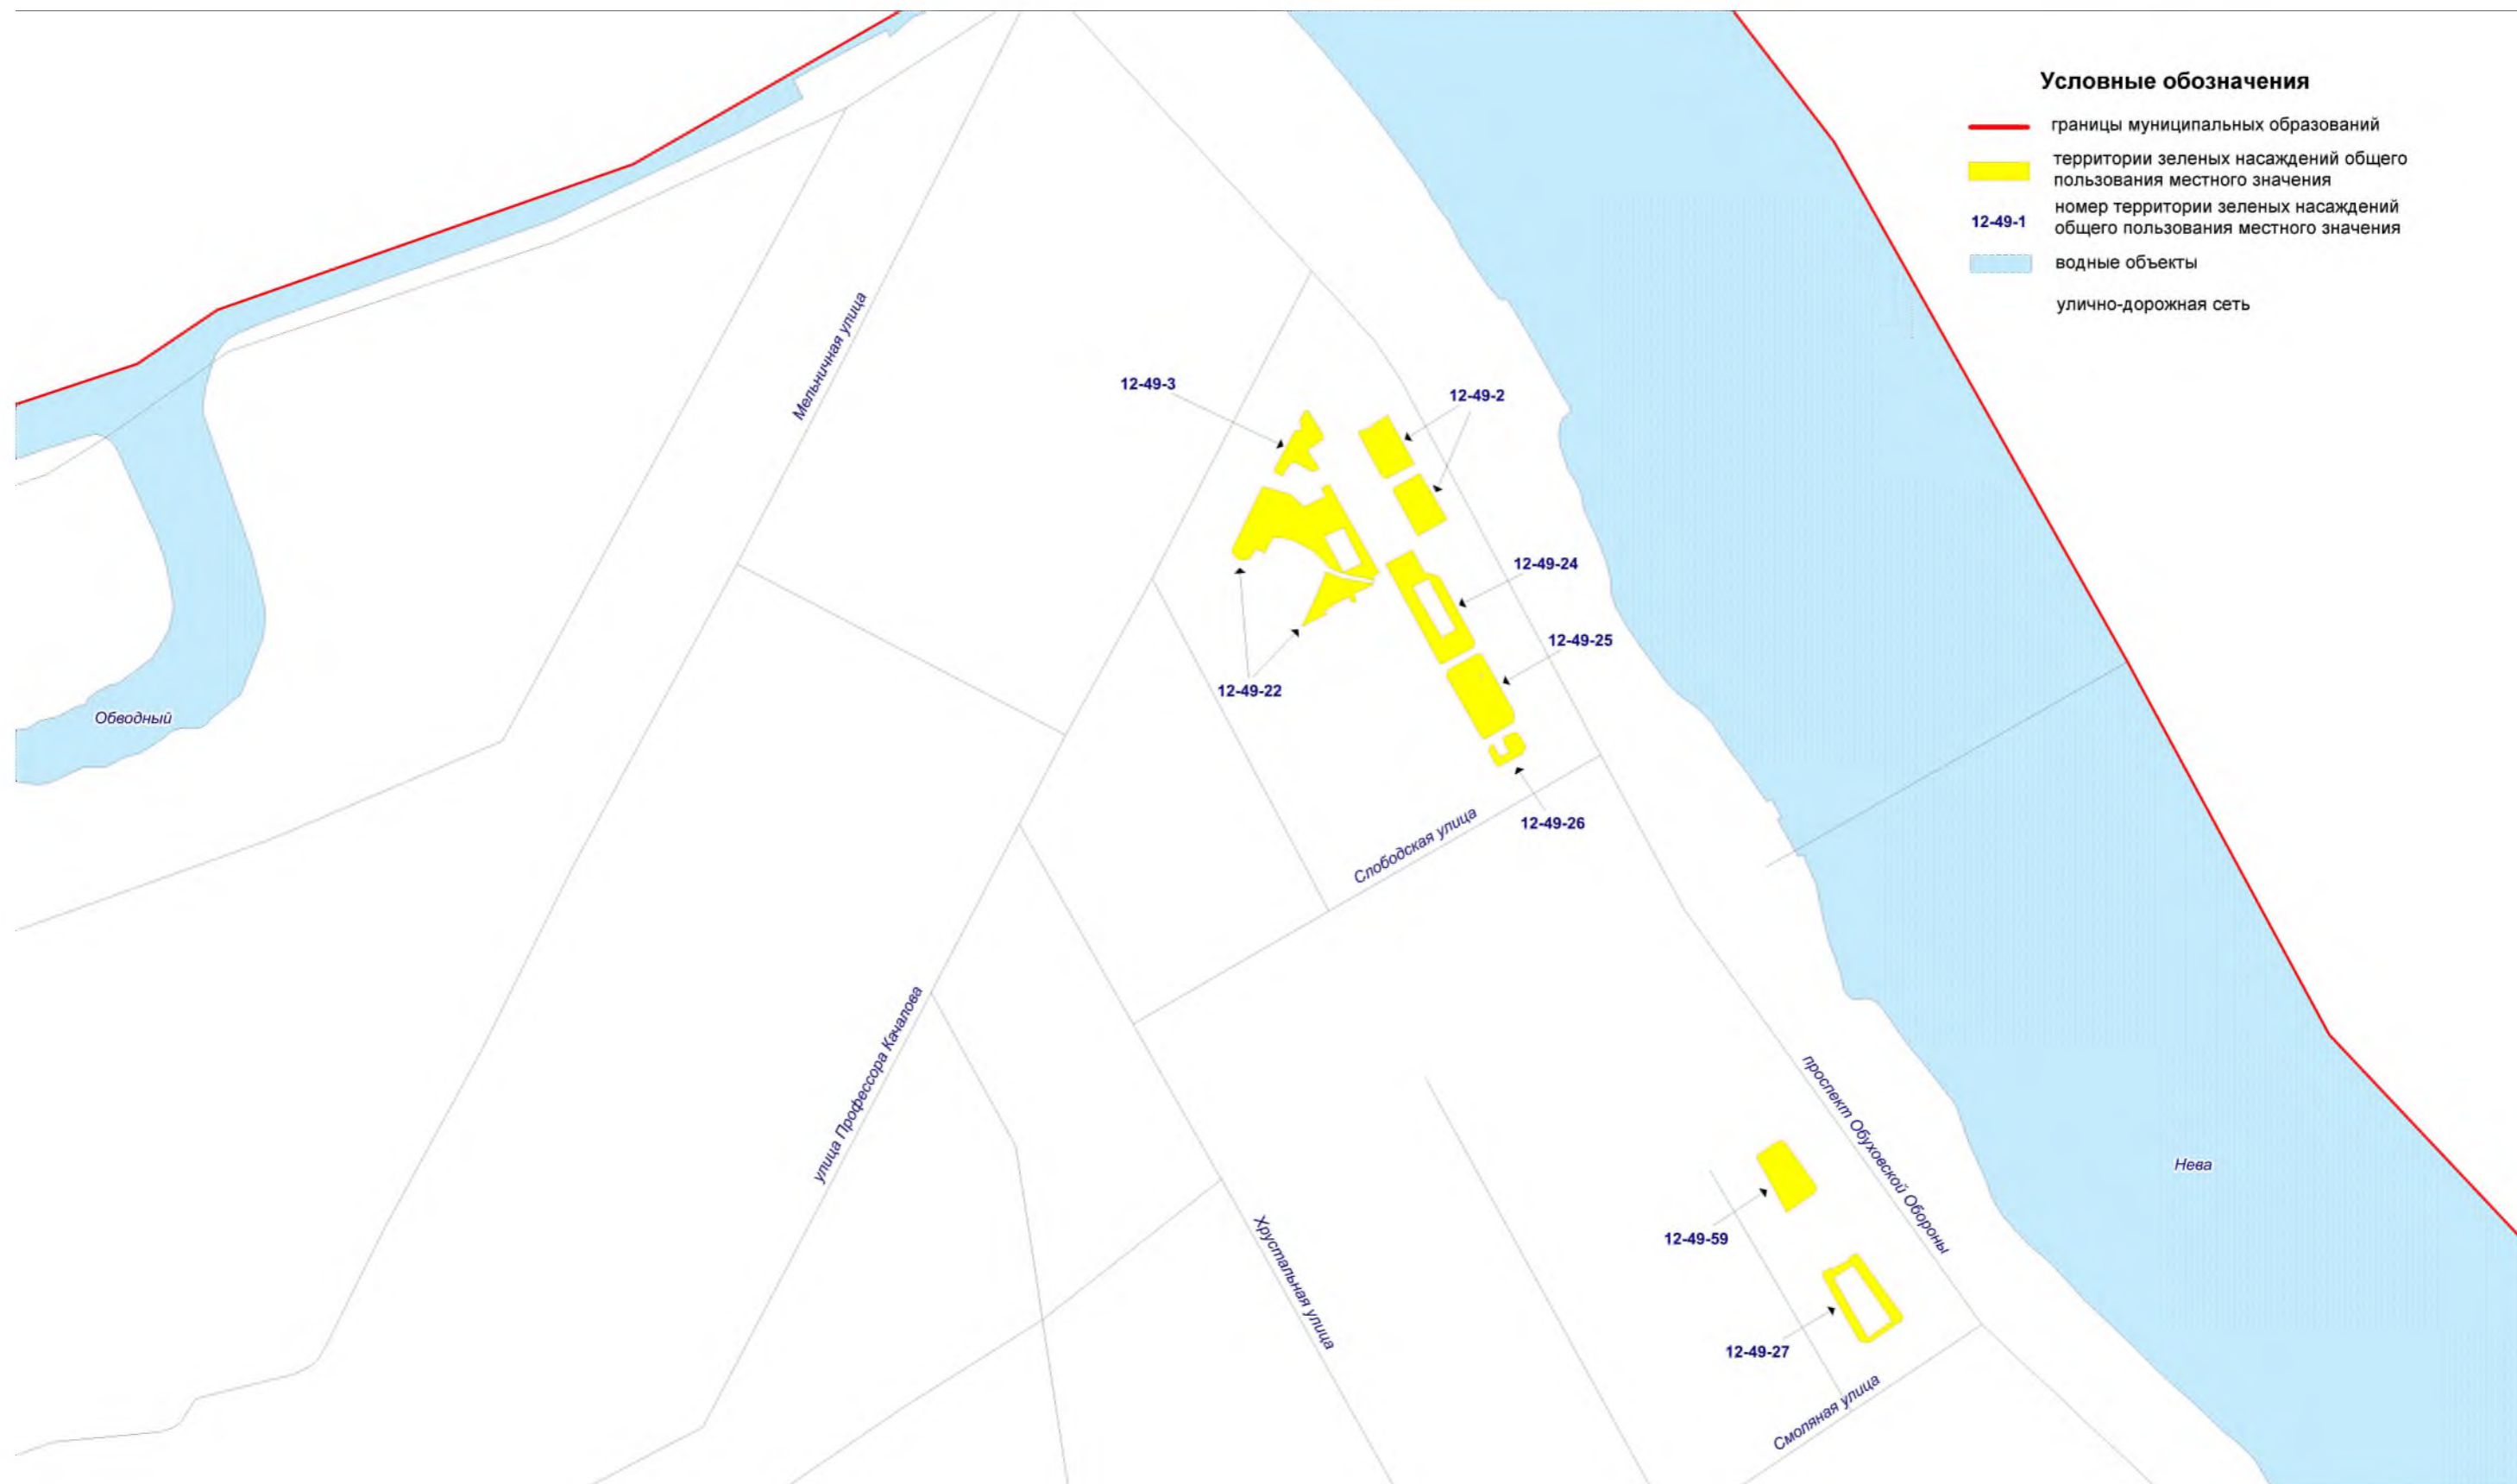 Условные обозначения
границы муниципальных образований
территории зеленых насаждений общего
пользования местного значения
12-49-1
номер территории зеленых насаждений
общего пользования местного значения
водные объекты
улично-дорожная сеть
Мельничная улица
12-49-3
12-49-2
12-49-24
12-49-25
12-49-22
Обводный
12-49-26
Слободская улица
улица Профессора Качалова
проспект Обуховской Обороны
Нева
12-49-59
Хрустальная улица
12-49-27
Смоляная улица